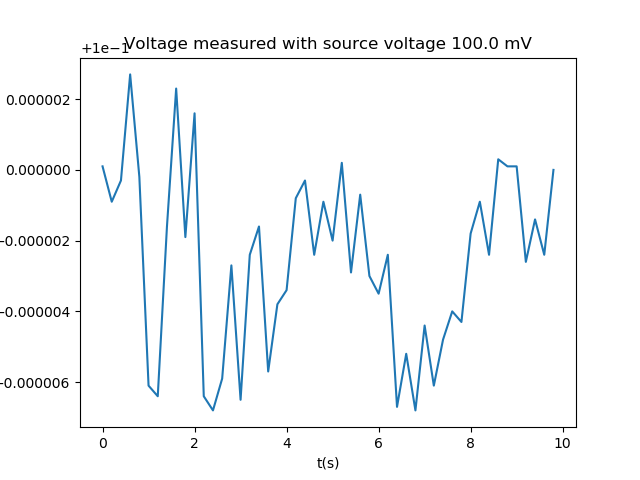 Voltage measured with source voltage 100.0 mV
+1e−1
0.000002
0.000000
−0.000002
−0.000004
−0.000006
0 2 4 6 8 10
t(s)